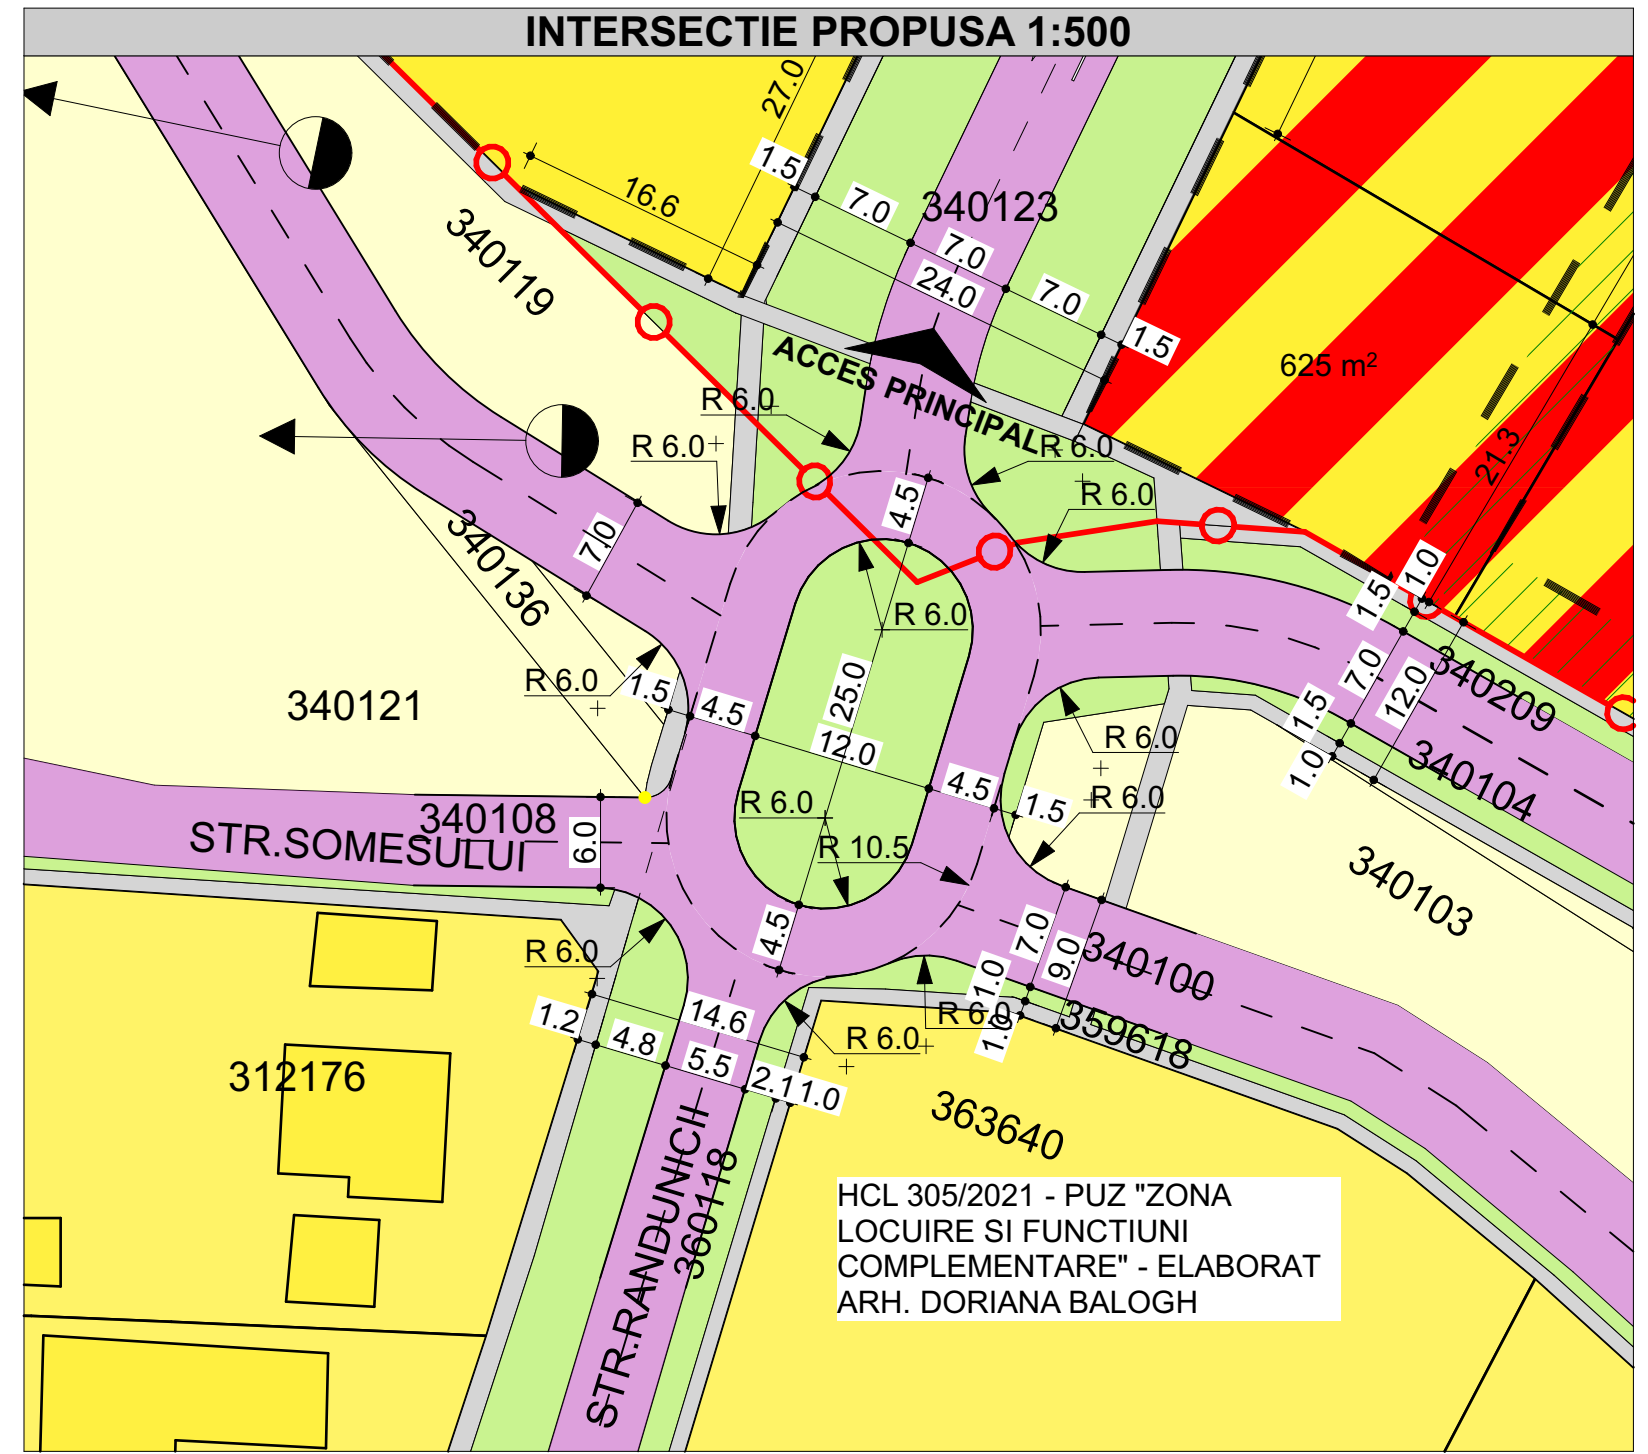 INTERSECTIE PROPUSA 1:500
27.0
1.5
16.6
7.0
340123
340119
7.0
24.0
7.0
1.5
ACCES PRINCIPAL
625 m²
R 6.0
R 6.0
R 6.0
R 6.0
21.3
4.5
7.0
340136
1.0
1.5
R 6.0
R 6.0
1.5
340121
4.5
25.0
12.0
7.0
12.0
340209
1.5
1.0
340104
R 6.0
4.5
1.5
R 6.0
R 6.0
340108
STR.SOMESULUI
6.0
R 10.5
340103
4.5
R 6.0
7.0
9.0
340100
1.0
1.0
R 6.0
359618
1.2
14.6
4.8
5.5
2.1
1.0
R 6.0
312176
363640
STR.RANDUNICII
360118
HCL 305/2021 - PUZ "ZONA
LOCUIRE SI FUNCTIUNI
COMPLEMENTARE" - ELABORAT
ARH. DORIANA BALOGH